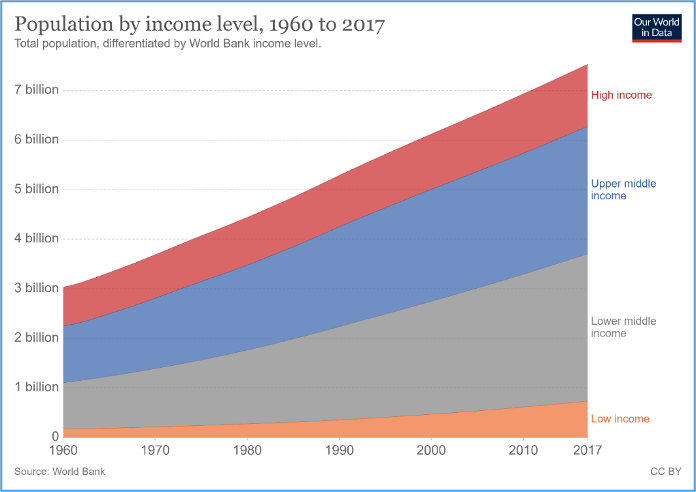 Population by income level, 1960 to 2017
Total population, differentiated by World Bank income level.
Our World
in Data
7 billion
6 billion
5 billion
4 billion
3 billion
2 billion
1 billion
0
High income
Upper middle
income
Lower middle
income
Low income
1960 1970 1980 1990 2000 2010 2017
Source: World Bank
CC BY